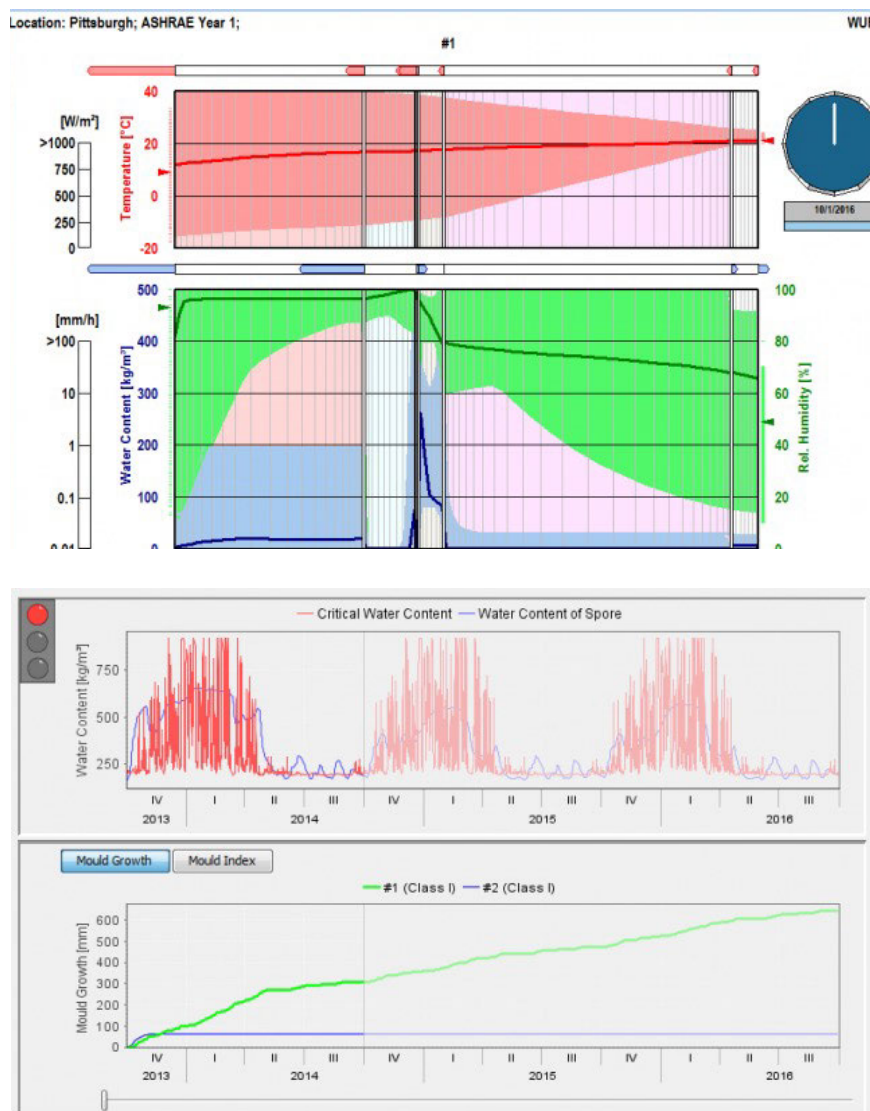 Location: Pittsburgh; ASHRAE Year 1;
WUF
#1
[W/m²]
>1000
750
500
250
0
Temperature [°C]
40
20
0
-20
10/1/2016
[mm/h]
>100
10
1
0.1
0.01
Water Content [kg/m³]
500
400
300
200
100
0
100
80
60
40
20
0
Rel. Humidity [%]
Critical Water Content Water Content of Spore
Water Content [kg/m³]
750
500
250
IV I II III IV I II III IV I II III
2013 2014 2015 2016
Mould Growth Mould Index
#1 (Class I) #2 (Class I)
Mould Growth [mm]
600
500
400
300
200
100
0
IV I II III IV I II III IV I II III
2013 2014 2015 2016